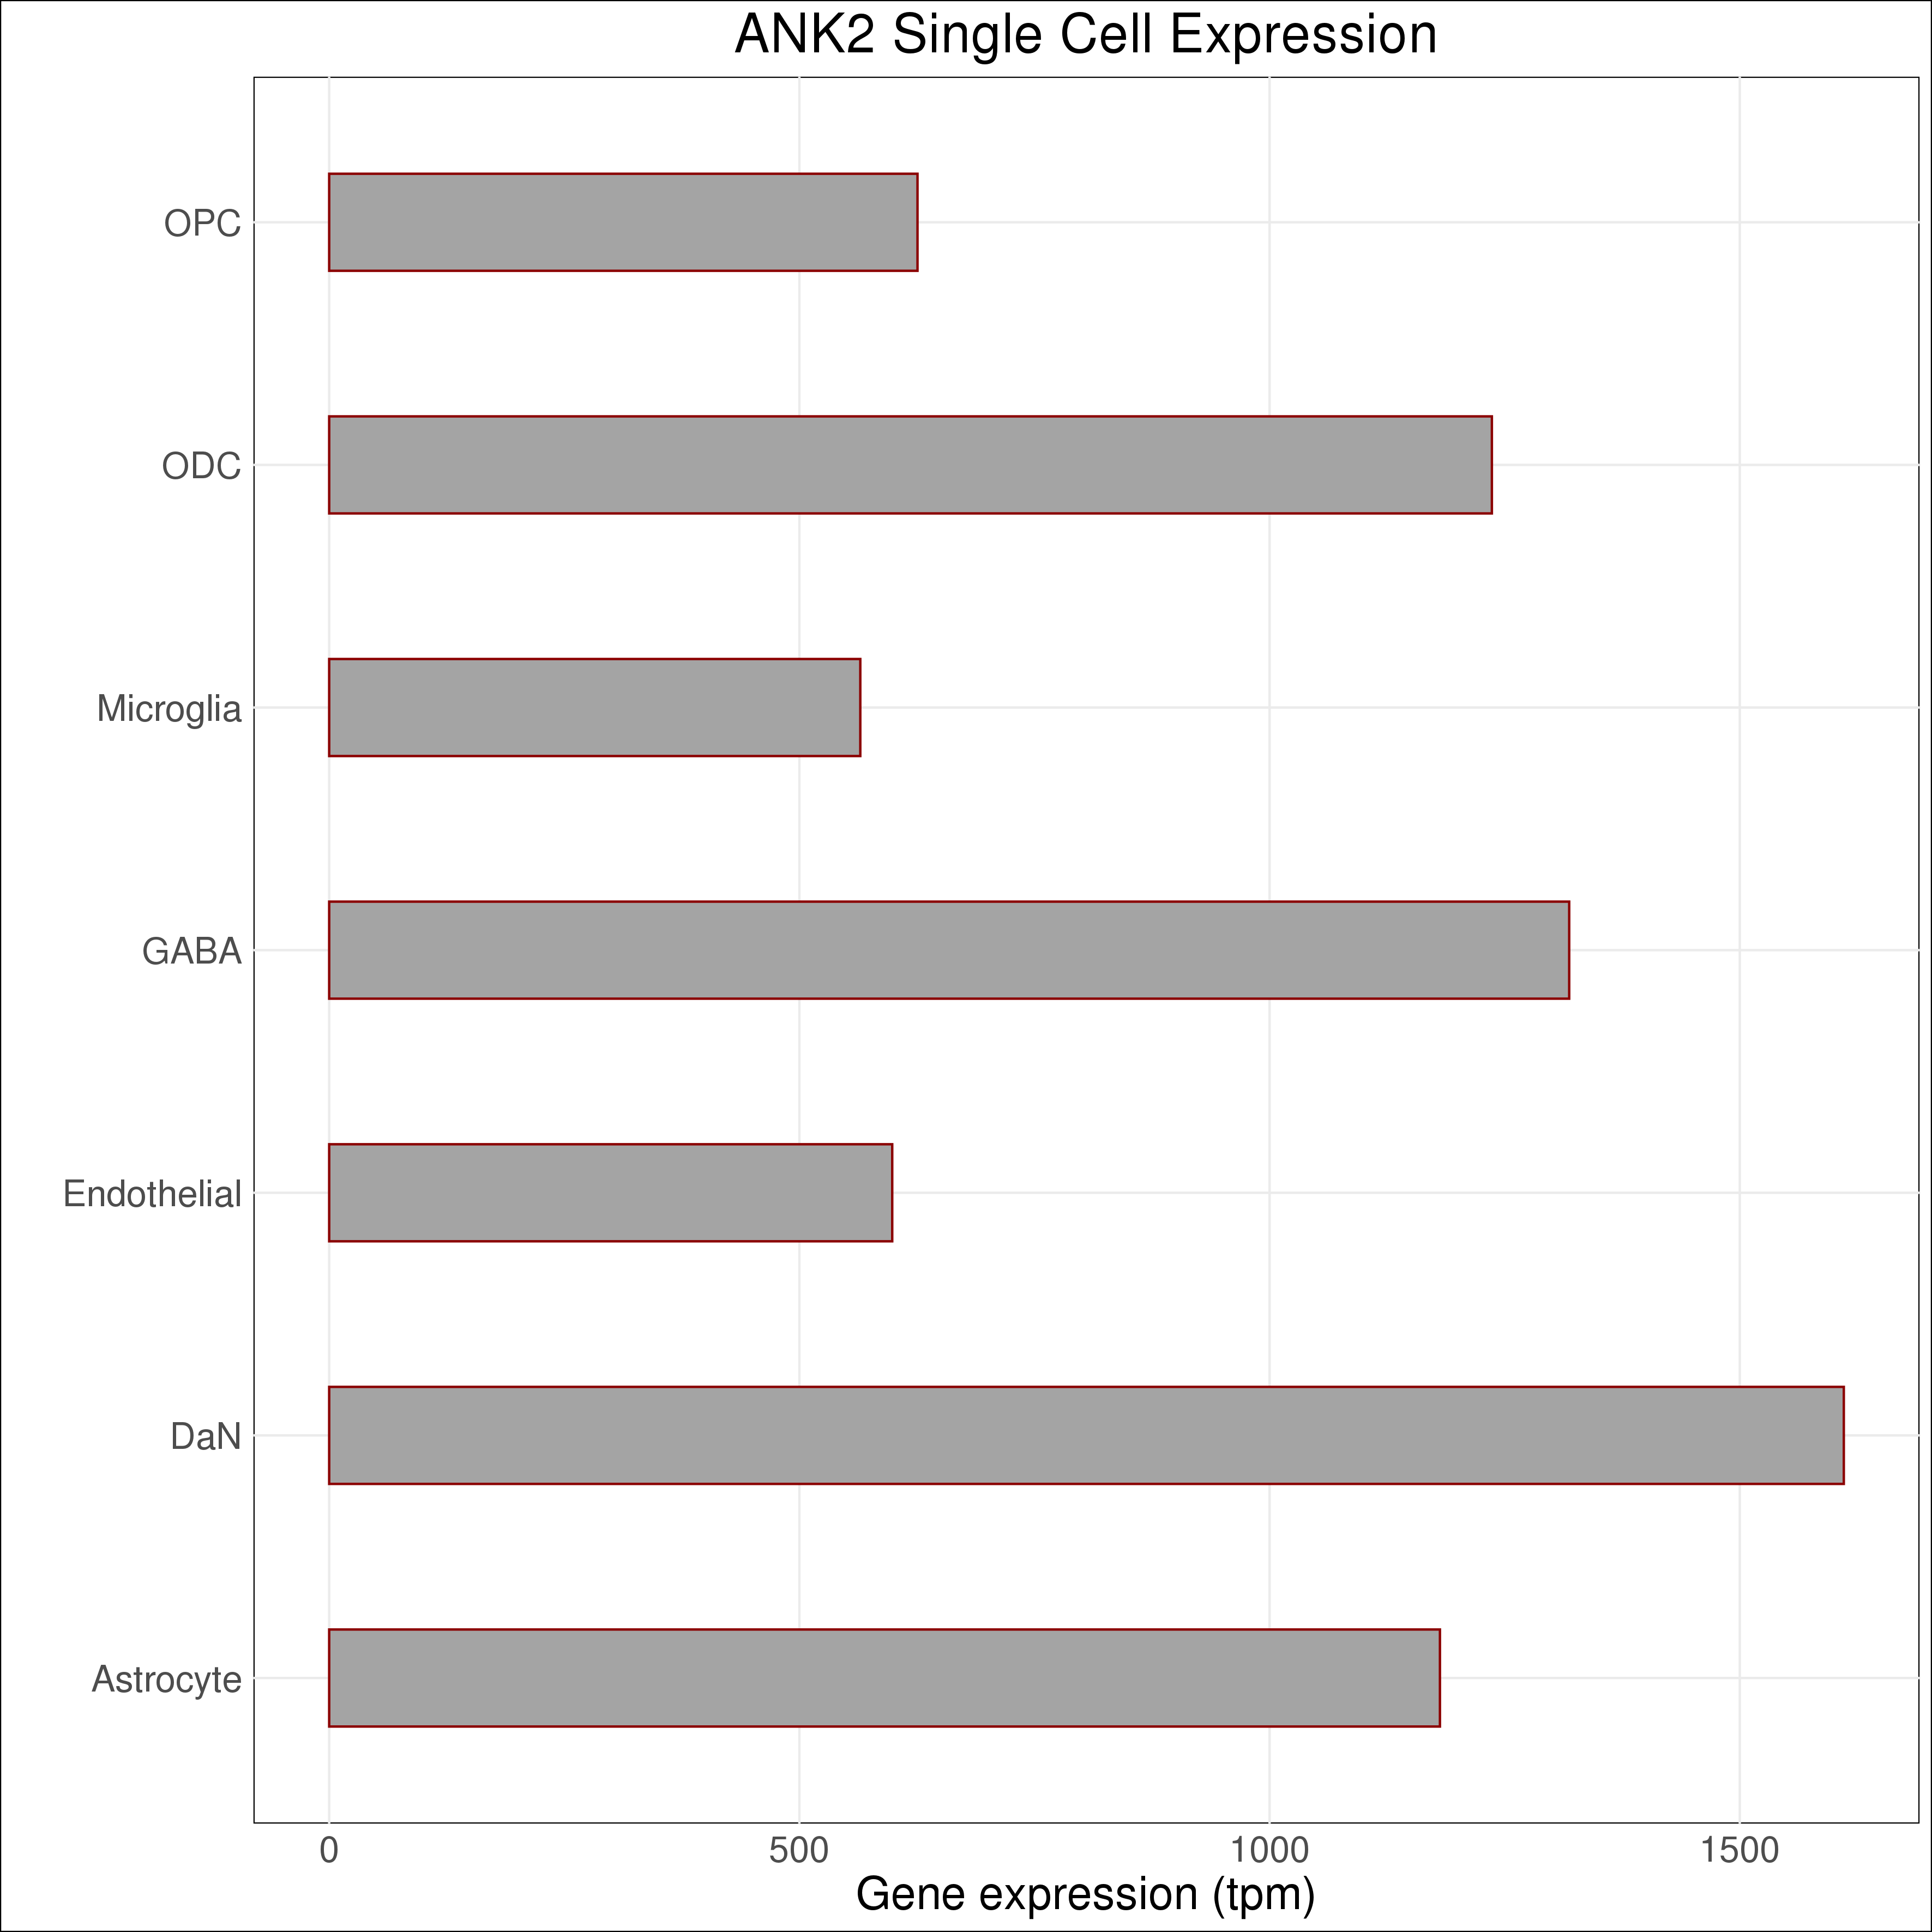 ANK2 Single Cell Expression
OPC
ODC
Microglia
GABA
Endothelial
DaN
Astrocyte
0 500 1000 1500
Gene expression (tpm)